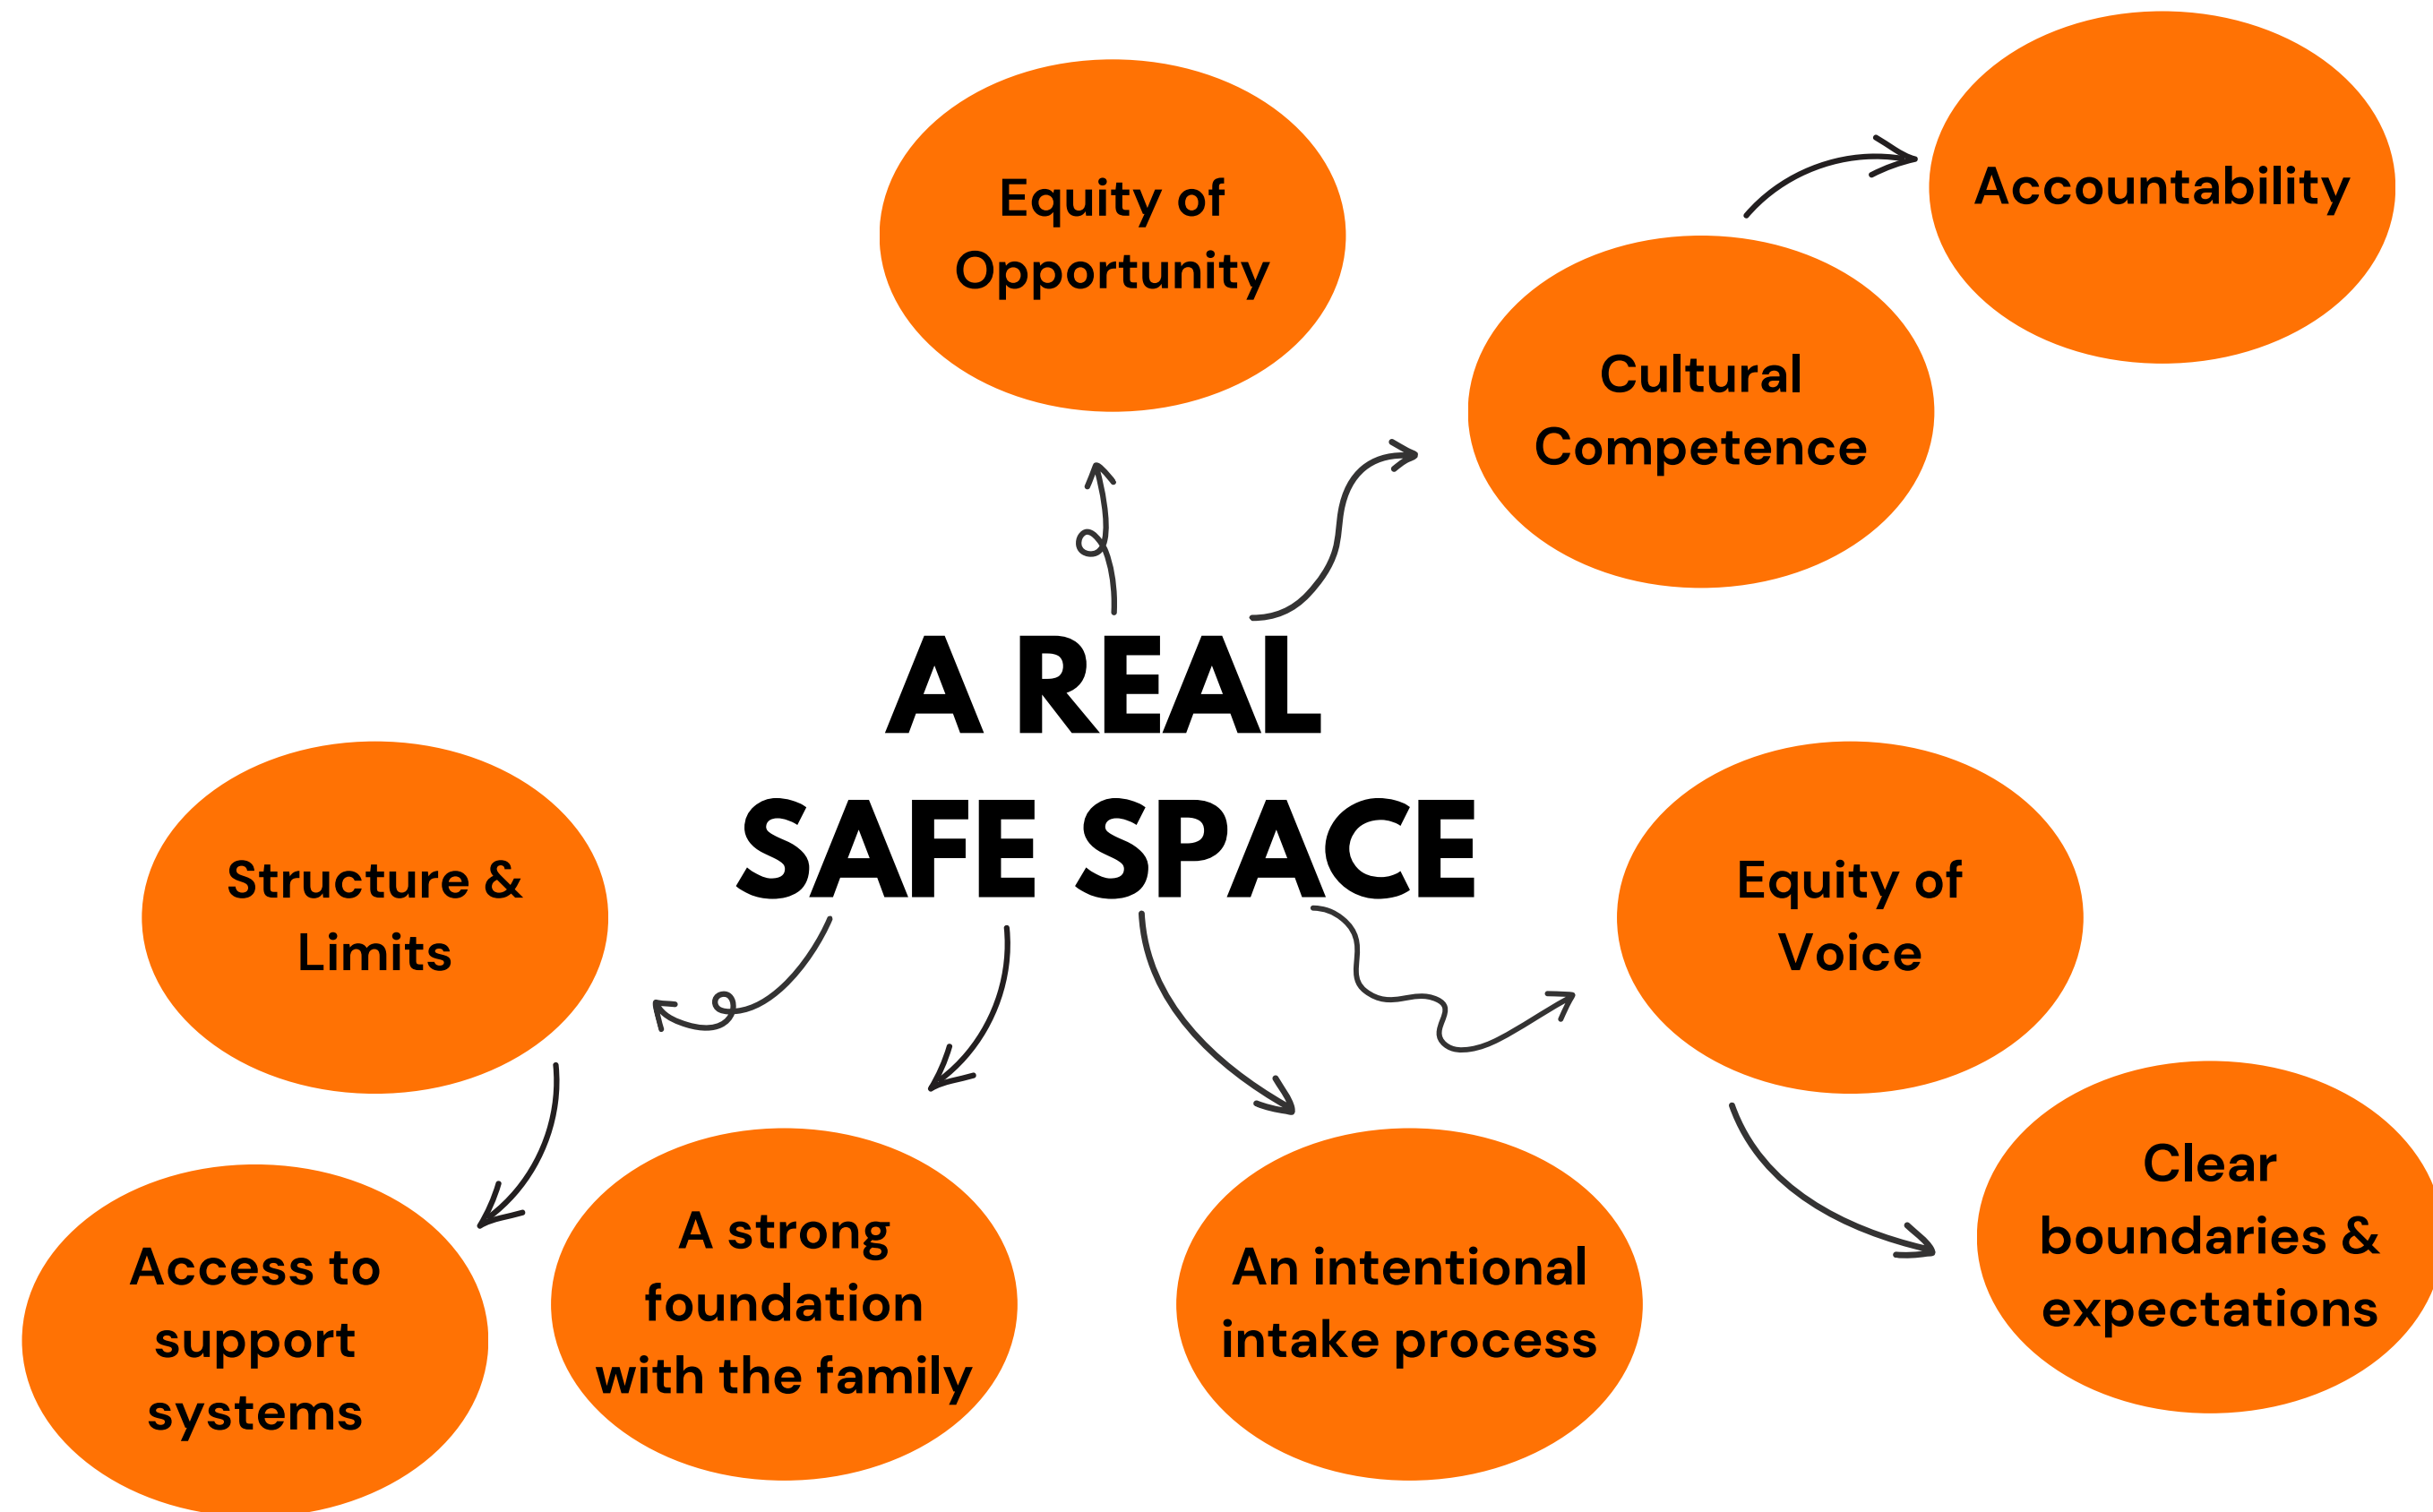 Accountability
Equity of
Opportunity
Cultural
Competence
A REAL
SAFE SPACE
Structure &
Limits
Equity of
Voice
Access to
support
systems
A strong
foundation
with the family
An intentional
intake process
Clear
boundaries &
expectations